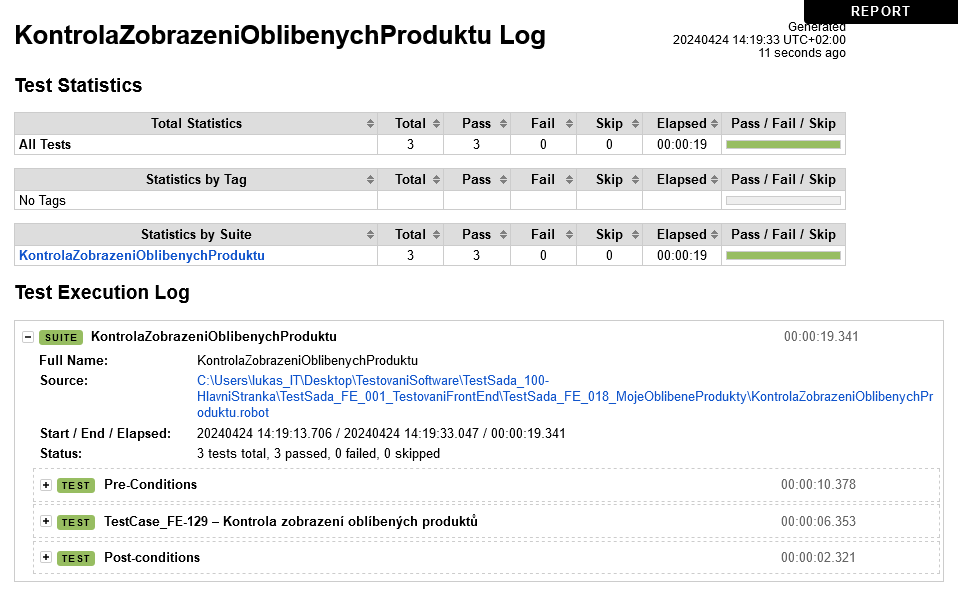 REPORT
KontrolaZobrazeniOblibenychProduktu Log
Generated
20240424 14:19:33 UTC+02:00
11 seconds ago
Test Statistics
Total Statistics Total Pass Fail Skip Elapsed Pass / Fail / Skip
All Tests 3 3 0 0 00:00:19
Statistics by Tag Total Pass Fail Skip Elapsed Pass / Fail / Skip
No Tags
Statistics by Suite Total Pass Fail Skip Elapsed Pass / Fail / Skip
KontrolaZobrazeniOblibenychProduktu 3 3 0 0 00:00:19
Test Execution Log
SUITE KontrolaZobrazeniOblibenychProduktu 00:00:19.341
Full Name: KontrolaZobrazeniOblibenychProduktu
Source: C:\Users\lukas_IT\Desktop\TestovaniSoftware\TestSada_100-
HlavniStranka\TestSada_FE_001_TestovaniFrontEnd\TestSada_FE_018_MojeOblibeneProdukty\KontrolaZobrazeniOblibenychPr
oduktu.robot
Start / End / Elapsed: 20240424 14:19:13.706 / 20240424 14:19:33.047 / 00:00:19.341
Status: 3 tests total, 3 passed, 0 failed, 0 skipped
TEST Pre-Conditions 00:00:10.378
TEST TestCase_FE-129 – Kontrola zobrazení oblíbených produktů 00:00:06.353
TEST Post-conditions 00:00:02.321